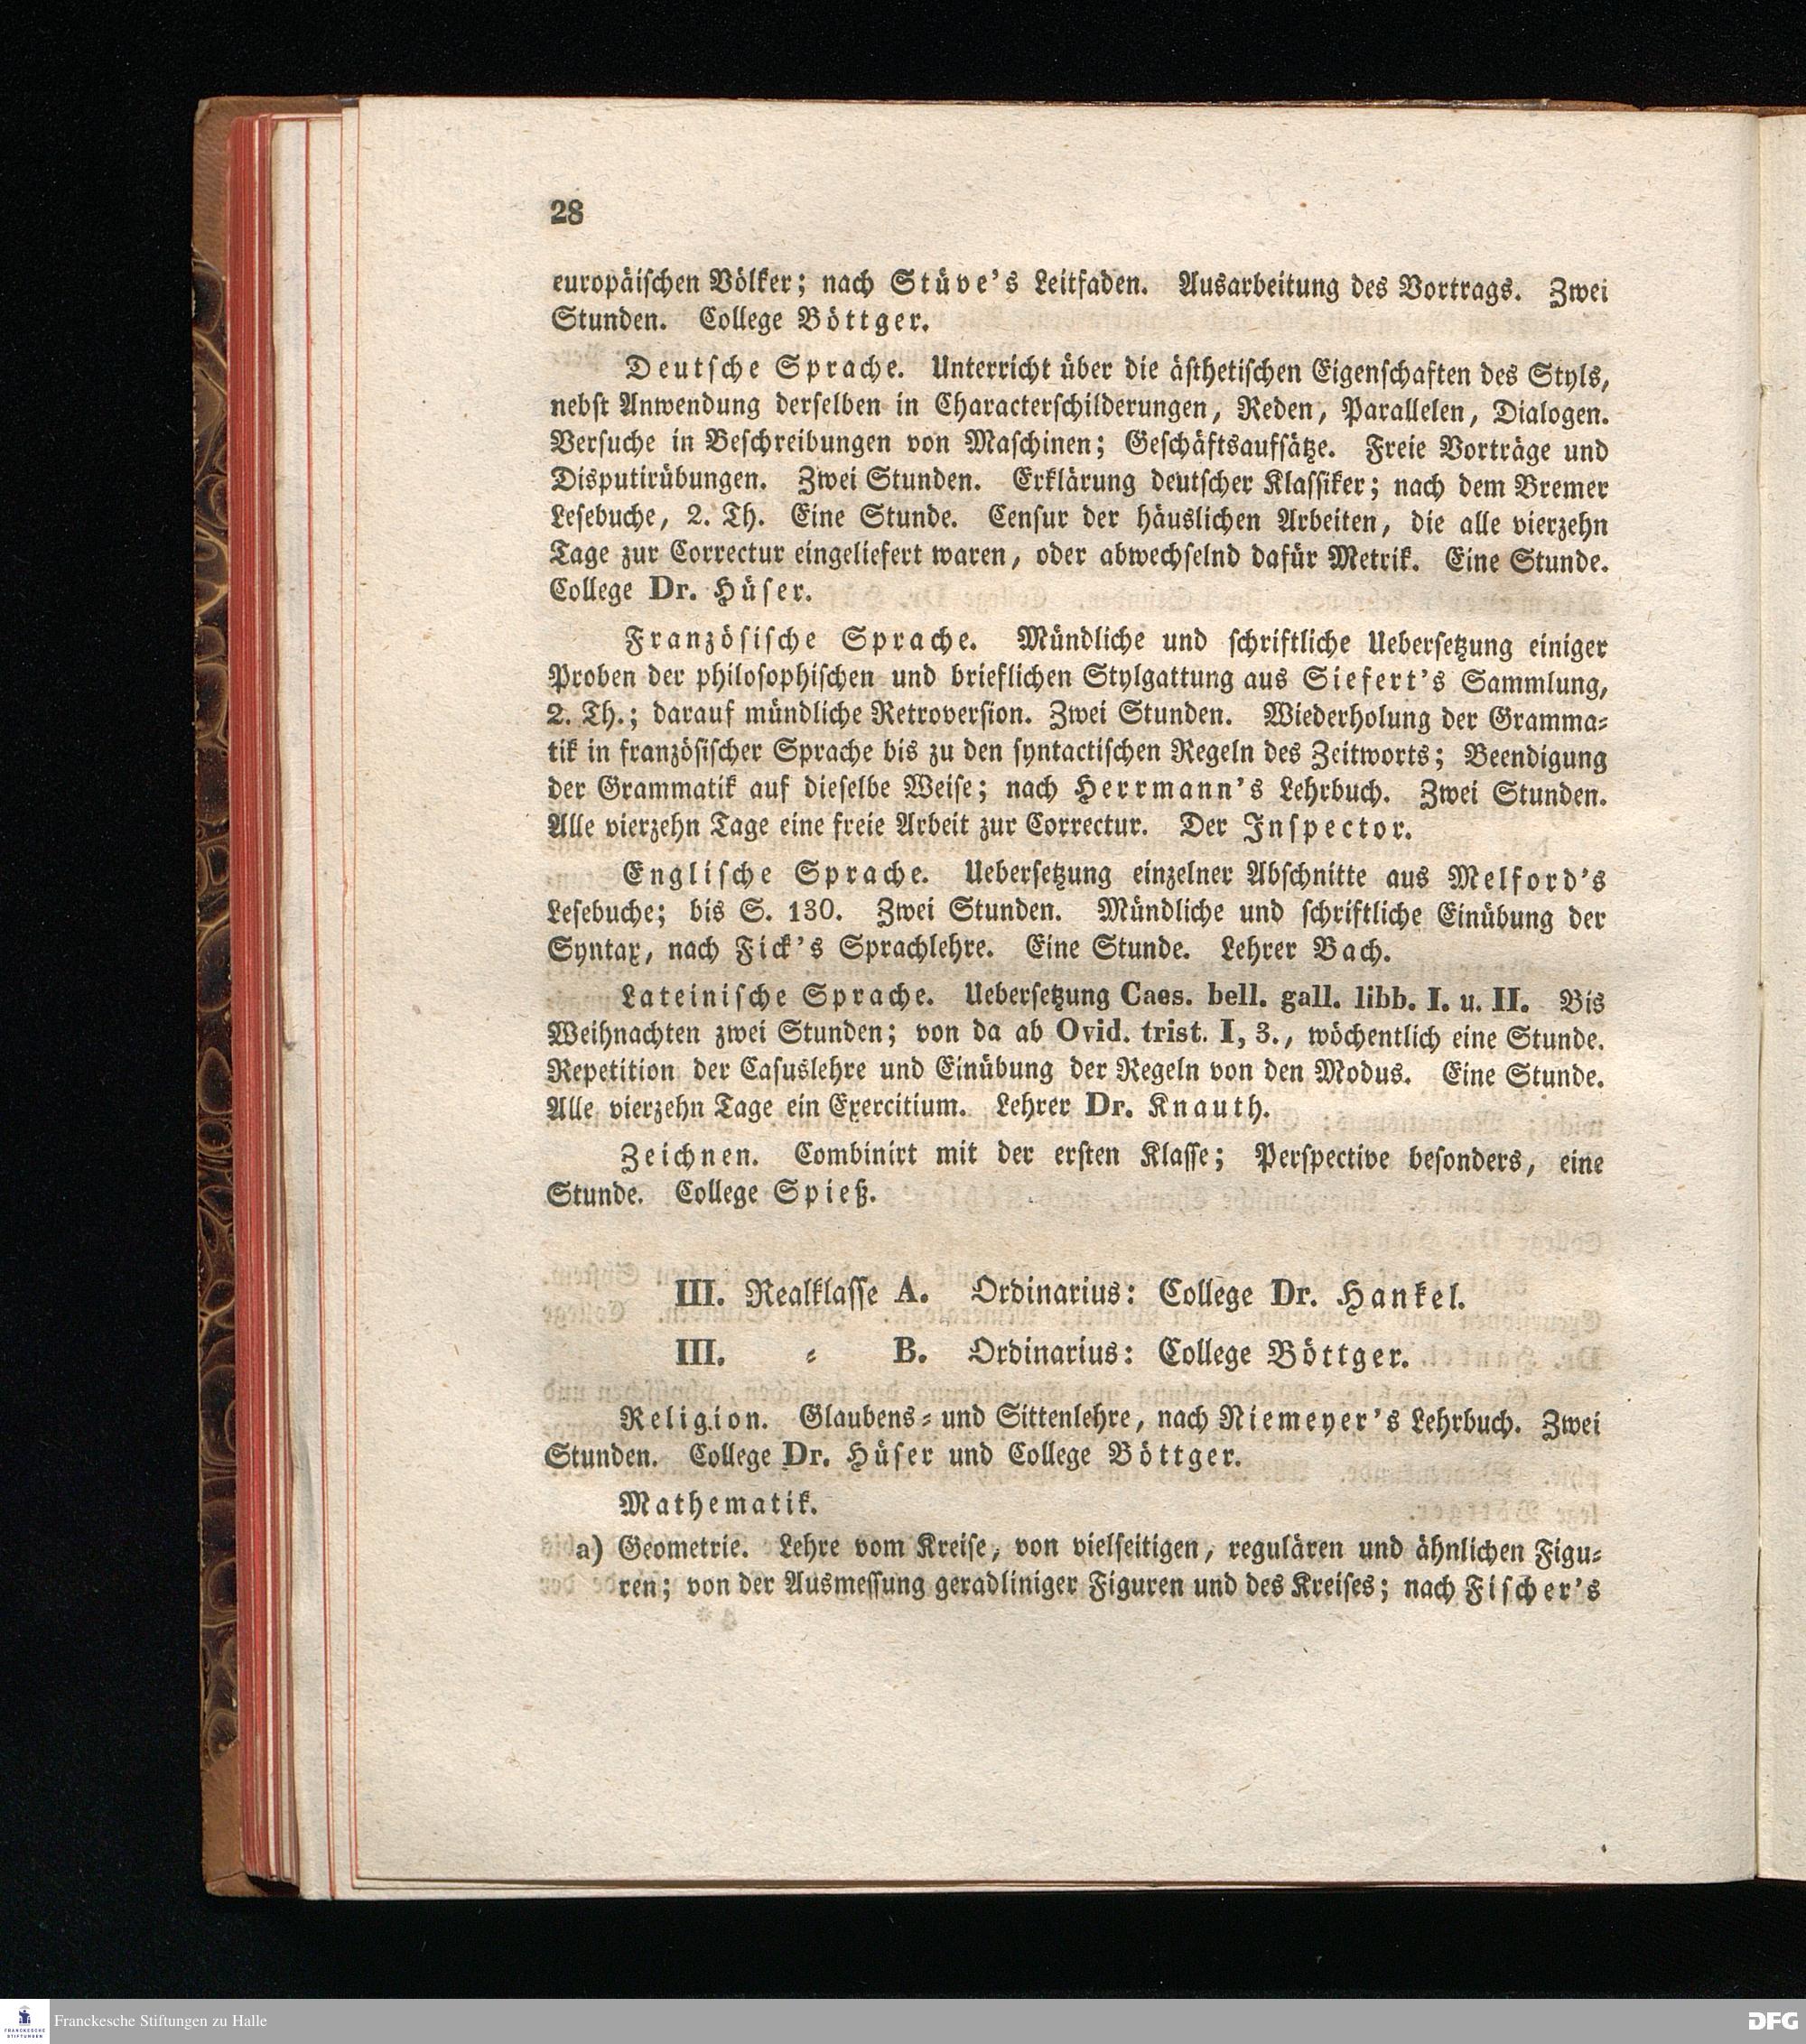 28
europäischen Völker; nach Stüve's Leitfaden. Ausarbeitung des Vortrags. Zwei
Stunden. College Böttger.
Deutsche Sprache. Unterricht über die ästhetischen Eigenschaften des Styls,
nebst Anwendung derselben in Characterschilderungen, Reden, Parallelen, Dialogen.
Versuche in Beschreibungen von Maschinen; Geschäftsaufsätze. Freie Vorträge und
Disputirübungen. Zwei Stunden. Erklärung deutscher Klassiker; nach dem Bremer
Lesebuche, 2. Th. Eine Stunde. Censur der häuslichen Arbeiten, die alle vierzehn
Tage zur Correctur eingeliefert waren, oder abwechselnd dafür Metrik. Eine Stunde.
College Dr. Hüser.
Französische Sprache. Mündliche und schriftliche Uebersetzung einiger
Proben der philosophischen und brieflichen Stylgattung aus Siefert's Sammlung,
2. Th.; darauf mündliche Retroversion. Zwei Stunden. Wiederholung der Gramma-
tik in französischer Sprache bis zu den syntactischen Regeln des Zeitworts; Beendigung
der Grammatik auf dieselbe Weise; nach Herrmann's Lehrbuch. Zwei Stunden.
Alle vierzehn Tage eine freie Arbeit zur Correctur. Der Inspector.
Englische Sprache. Uebersetzung einzelner Abschnitte aus Melford's
Lesebuche; bis S. 130. Zwei Stunden. Mündliche und schriftliche Einübung der
Syntax, nach Fick's Sprachlehre. Eine Stunde. Lehrer Bach.
Lateinische Sprache. Uebersetzung Caes. bell. gall. libb. I. u. II. Bis
Weihnachten zwei Stunden; von da ab Ovid. trist. I, 3., wöchentlich eine Stunde.
Repetition der Casuslehre und Einübung der Regeln von den Modus. Eine Stunde.
Alle vierzehn Tage ein Exercitium. Lehrer Dr. Knauth.
Zeichnen. Combinirt mit der ersten Klasse; Perspective besonders, eine
Stunde. College Spieß.
III. Realklasse A. Ordinarius: College Dr. Hankel.
III. = B. Ordinarius: College Böttger.
Religion. Glaubens- und Sittenlehre, nach Niemeyer's Lehrbuch. Zwei
Stunden. College Dr. Hüser und College Böttger.
Mathematik.
a) Geometrie. Lehre vom Kreise, von vielseitigen, regulären und ähnlichen Figu-
ren; von der Ausmessung geradliniger Figuren und des Kreises; nach Fischer's
FRANCKESCHE
STIFTUNGEN
Franckesche Stiftungen zu Halle
DFG